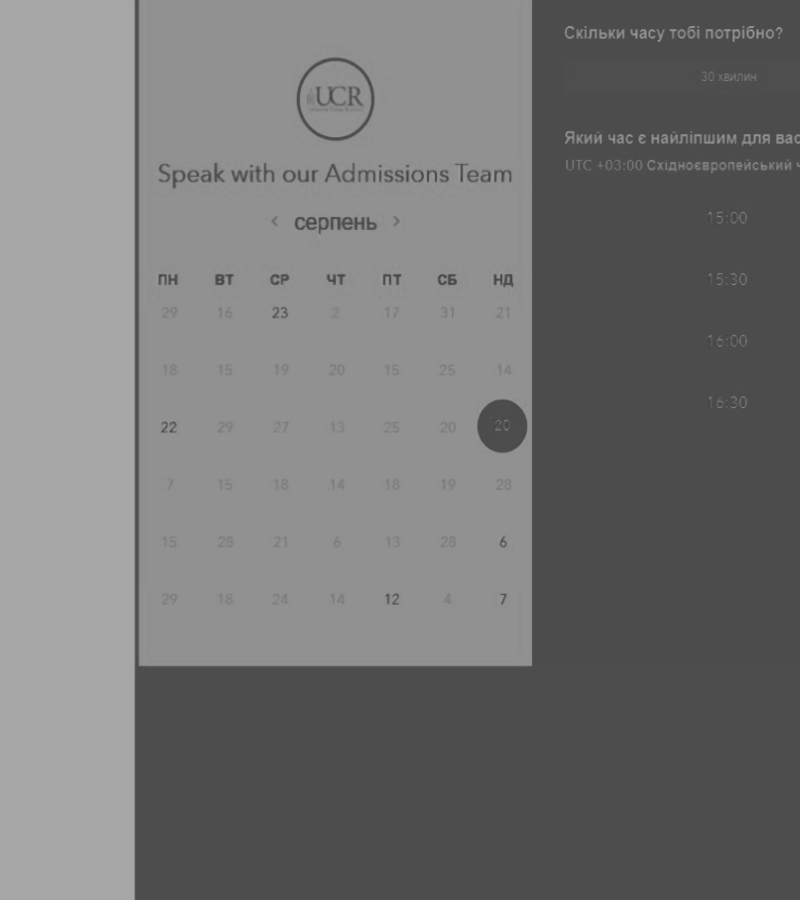 UCR
Speak with our Admissions Team
‹ серпень ›
ПН ВТ СР ЧТ ПТ СБ НД
29 16 23 2 17 31 21
18 15 19 20 15 25 14
22 29 27 13 25 20 20
7 15 18 14 18 19 28
15 28 21 6 13 28 6
29 18 24 14 12 4 7
Скільки часу тобі потрібно?
30 хвилин
Який час є найліпшим для вас
UTC +03:00 Східноєвропейський ч
15:00
15:30
16:00
16:30